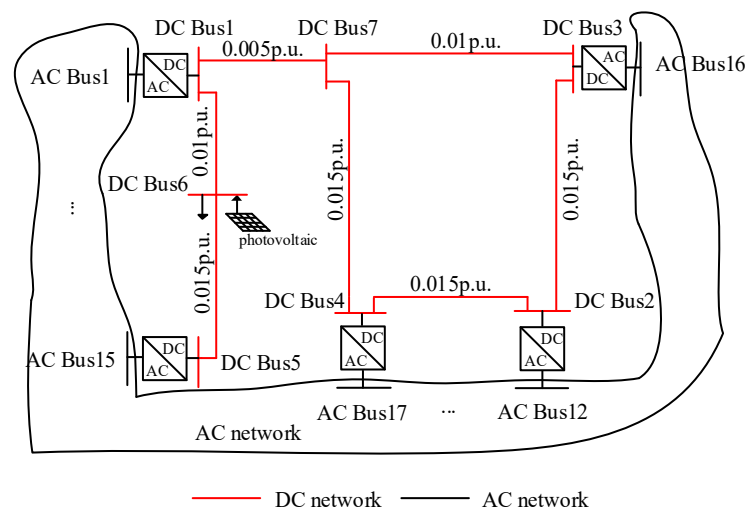 DC Bus1
DC Bus7
DC Bus3
0.005p.u.
0.01p.u.
AC Bus1
DC
AC
AC
DC
AC Bus16
0.01p.u.
DC Bus6
0.015p.u.
0.015p.u.
...
photovoltaic
0.015p.u.
0.015p.u.
DC Bus4
DC Bus2
AC Bus15
DC
AC
DC Bus5
DC
AC
DC
AC
AC Bus17
...
AC Bus12
AC network
DC network
AC network